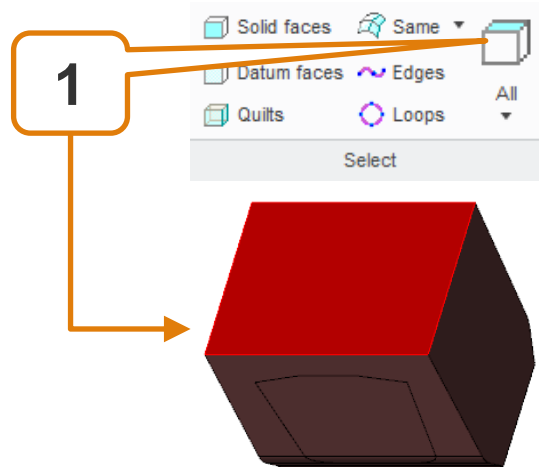 Solid faces Same
1 Datum faces Edges All
Quilts Loops
Select